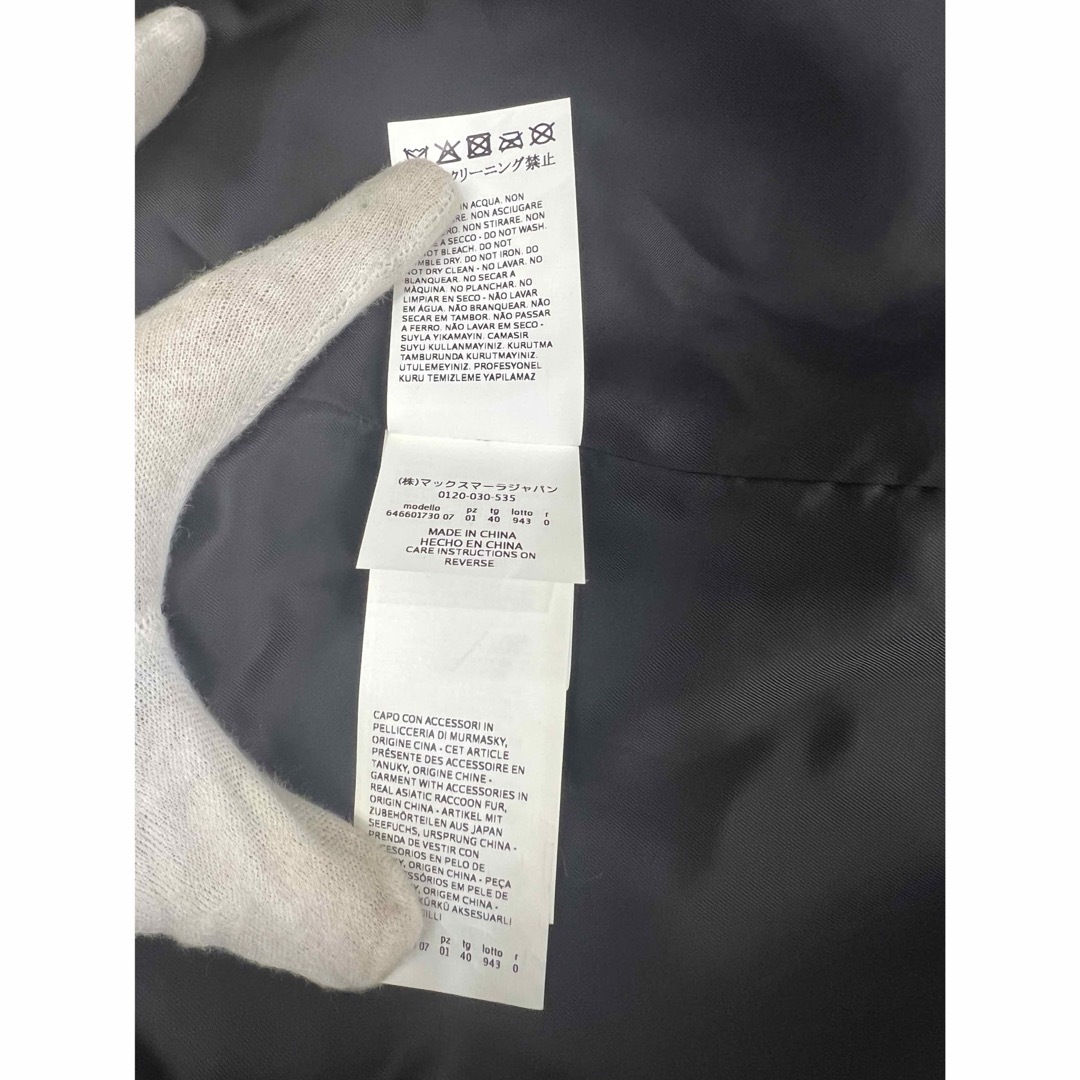 クリーニング禁止
IN ACQUA. NON
NON ASCIUGARE
NON STIRARE. NON
A SECCO - DO NOT WASH.
BLEACH. DO NOT
DRY. DO NOT IRON. DO
NOT DRY CLEAN - NO LAVAR. NO
BLANQUEAR. NO SECAR A
MÀQUINA. NO PLANCHAR. NO
LIMPIAR EN SECO - NÃO LAVAR
EM ÁGUA. NÃO BRANQUEAR. NÃO
SECAR EM TAMBOR. NÃO PASSAR
A FERRO. NÃO LAVAR EM SECO -
SUYLA YIKAMAYIN. CAMASIR
SUYU KULLANMAYINIZ. KURUTMA
TAMBURUNDA KURUTMAYINIZ.
UTULEMEYINIZ. PROFESYONEL
KURU TEMIZLEME YAPILAMAZ
(株)マックスマーラジャパン
0120-030-535
modello pz tg lotto r
646601730 07 01 40 943 0
MADE IN CHINA
HECHO EN CHINA
CARE INSTRUCTIONS ON
REVERSE
CAPO CON ACCESSORI IN
PELLICCERIA DI MURMASKY,
ORIGINE CINA - CET ARTICLE
PRÉSENTE DES ACCESSOIRE EN
TANUKY, ORIGINE CHINE -
GARMENT WITH ACCESSORIES IN
REAL ASIATIC RACCOON FUR,
ORIGIN CHINA - ARTIKEL MIT
ZUBEHÖRTEILEN AUS JAPAN
SEEFUCHS, URSPRUNG CHINA -
PRENDA DE VESTIR CON
EN PELO DE
ORIGEN CHINA - PEÇA
EM PELE DE
ORIGEM CHINA -
KÜRKÜ AKSESUARLI
pz tg lotto r
07 01 40 943 0